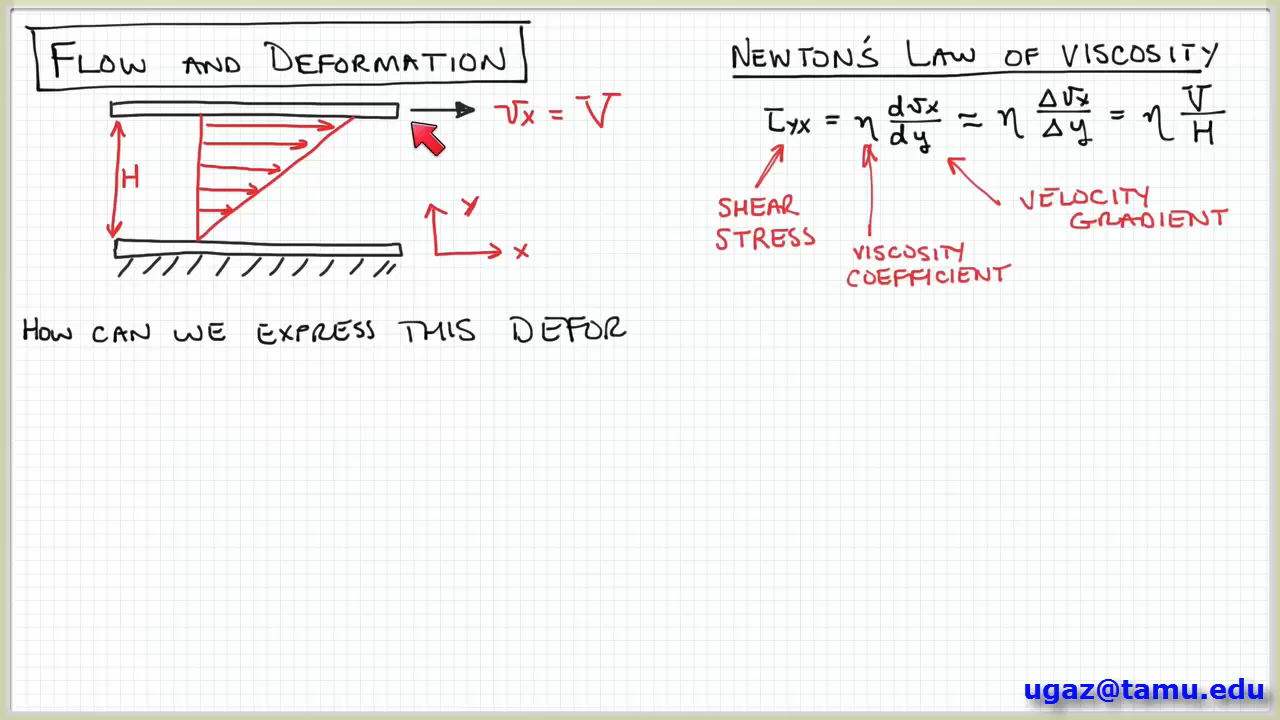 FLOW AND DEFORMATION
NEWTON'S LAW OF VISCOSITY
vx = V
τyx = η dvx/dy ≈ η Δvx/Δy = η V/H
H
y
x
SHEAR
STRESS
VISCOSITY
COEFFICIENT
VELOCITY
GRADIENT
HOW CAN WE EXPRESS THIS DEFOR
ugaz@tamu.edu